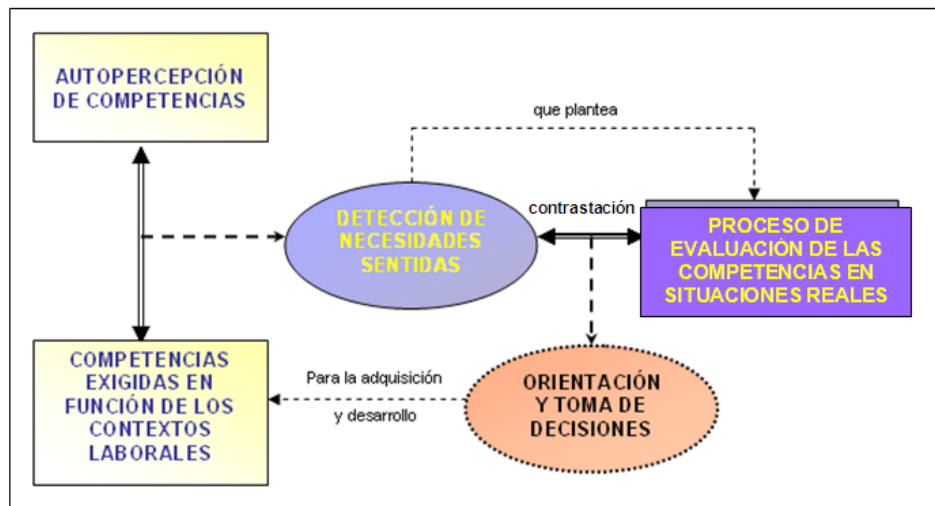 AUTOPERCEPCIÓN
DE COMPETENCIAS
que plantea
DETECCIÓN DE
NECESIDADES
SENTIDAS
contrastación
PROCESO DE
EVALUACIÓN DE LAS
COMPETENCIAS EN
SITUACIONES REALES
COMPETENCIAS
EXIGIDAS EN
FUNCIÓN DE LOS
CONTEXTOS
LABORALES
Para la adquisición
y desarrollo
ORIENTACIÓN
Y TOMA DE
DECISIONES